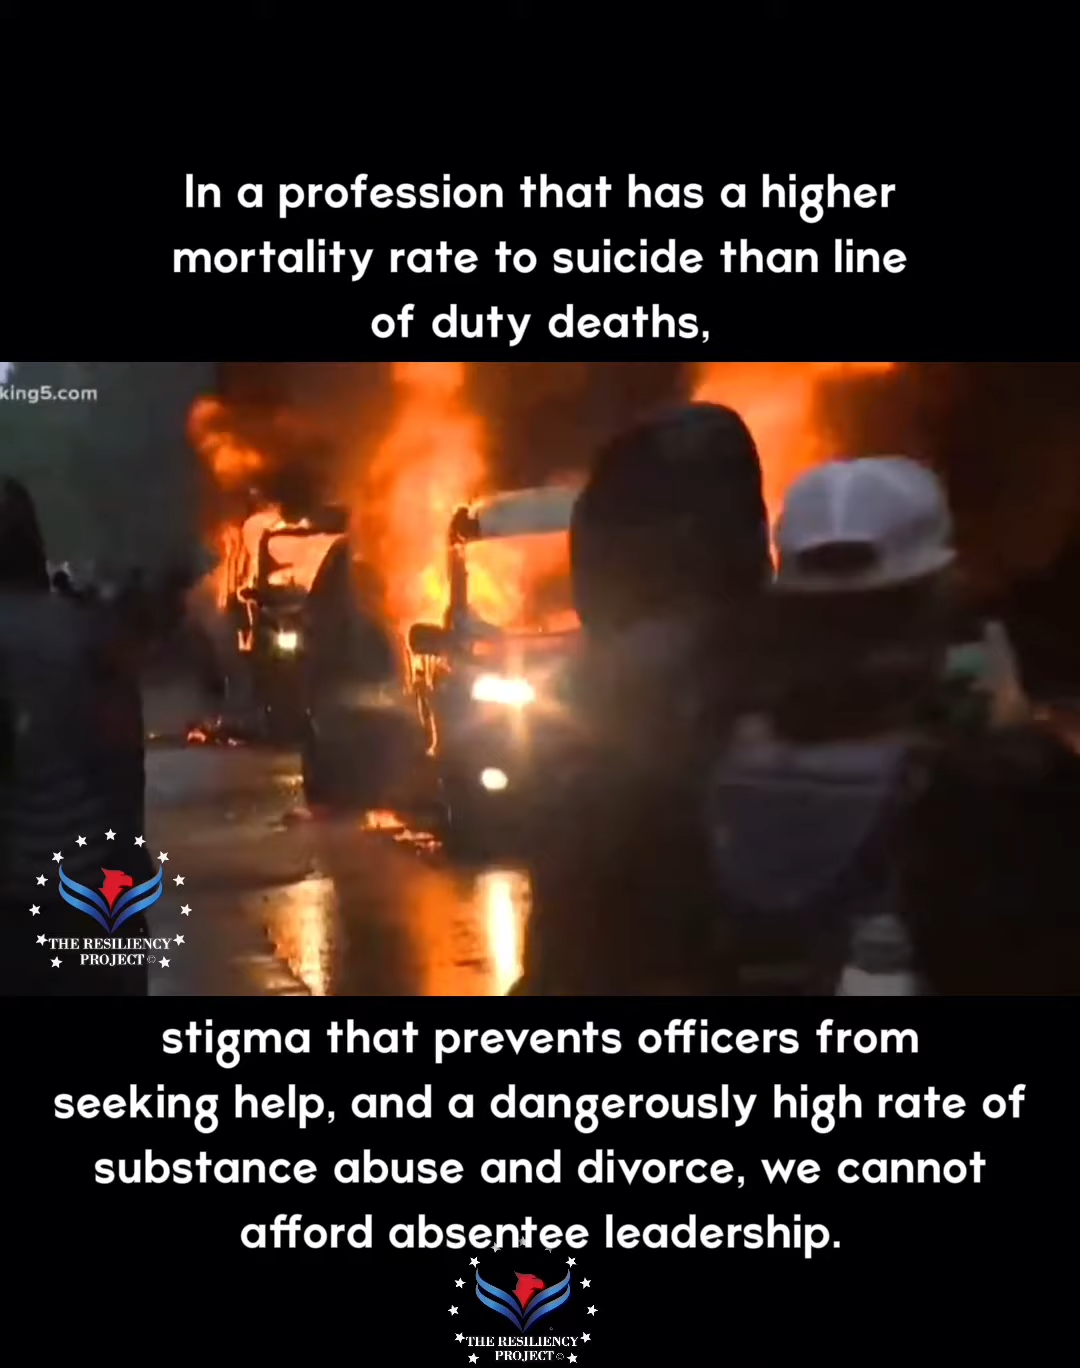 In a profession that has a higher
mortality rate to suicide than line
of duty deaths,
king5.com
THE RESILIENCY
PROJECT ©
stigma that prevents officers from
seeking help, and a dangerously high rate of
substance abuse and divorce, we cannot
afford absentee leadership.
THE RESILIENCY
PROJECT ©